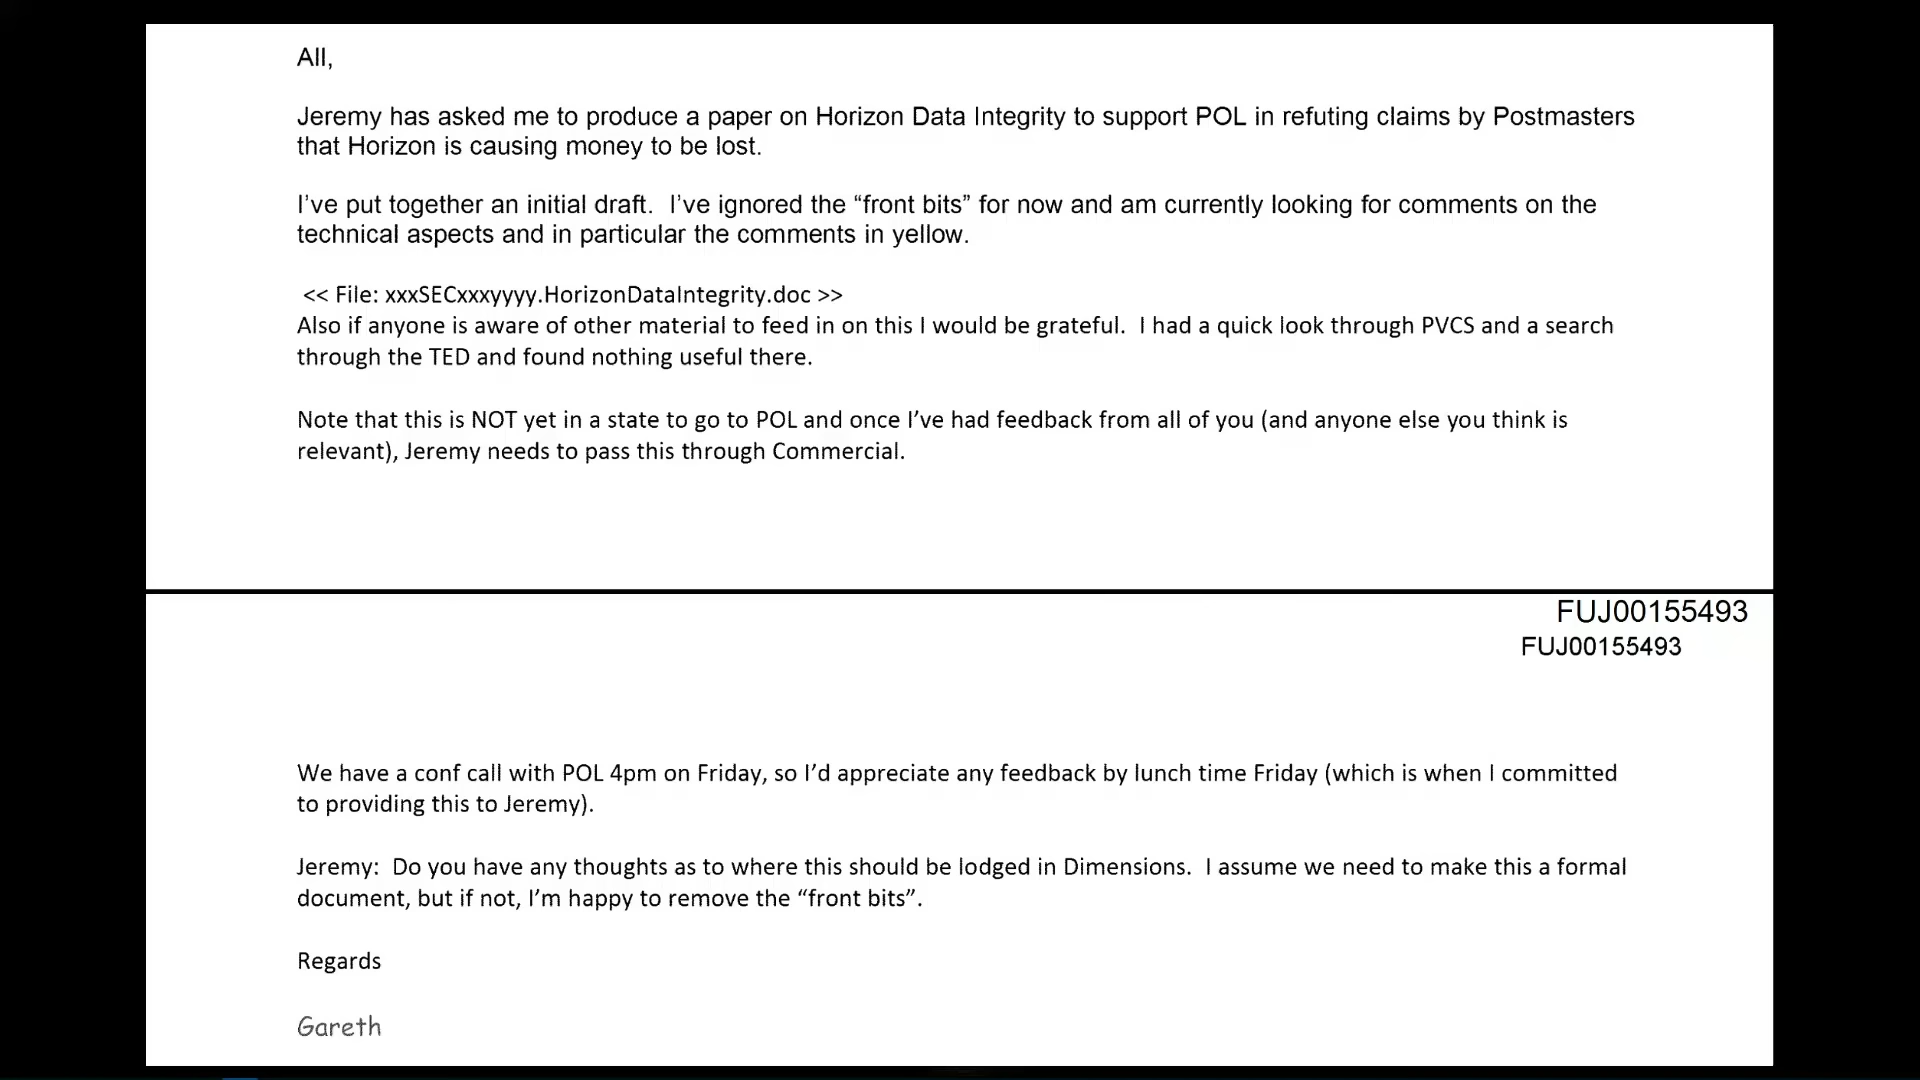 All,
Jeremy has asked me to produce a paper on Horizon Data Integrity to support POL in refuting claims by Postmasters
that Horizon is causing money to be lost.
I’ve put together an initial draft.  I’ve ignored the “front bits” for now and am currently looking for comments on the
technical aspects and in particular the comments in yellow.
<< File: xxxSECxxxyyyy.HorizonDataIntegrity.doc >>
Also if anyone is aware of other material to feed in on this I would be grateful.  I had a quick look through PVCS and a search
through the TED and found nothing useful there.
Note that this is NOT yet in a state to go to POL and once I’ve had feedback from all of you (and anyone else you think is
relevant), Jeremy needs to pass this through Commercial.
FUJ00155493
FUJ00155493
We have a conf call with POL 4pm on Friday, so I’d appreciate any feedback by lunch time Friday (which is when I committed
to providing this to Jeremy).
Jeremy:  Do you have any thoughts as to where this should be lodged in Dimensions.  I assume we need to make this a formal
document, but if not, I’m happy to remove the “front bits”.
Regards
Gareth